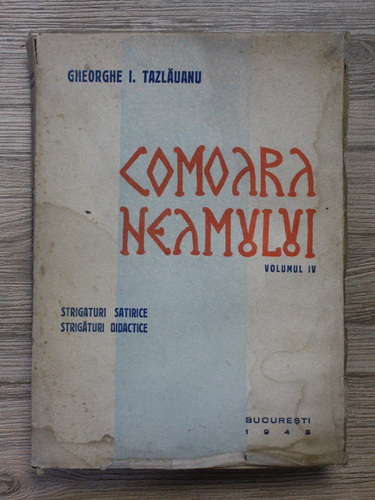 GHEORGHE I. TAZLĂUANU
COMOARA
NEAMULUI
VOLUMUL IV
STRIGATURI SATIRICE
STRIGĂTURI DIDACTICE
BUCUREȘTI
1943